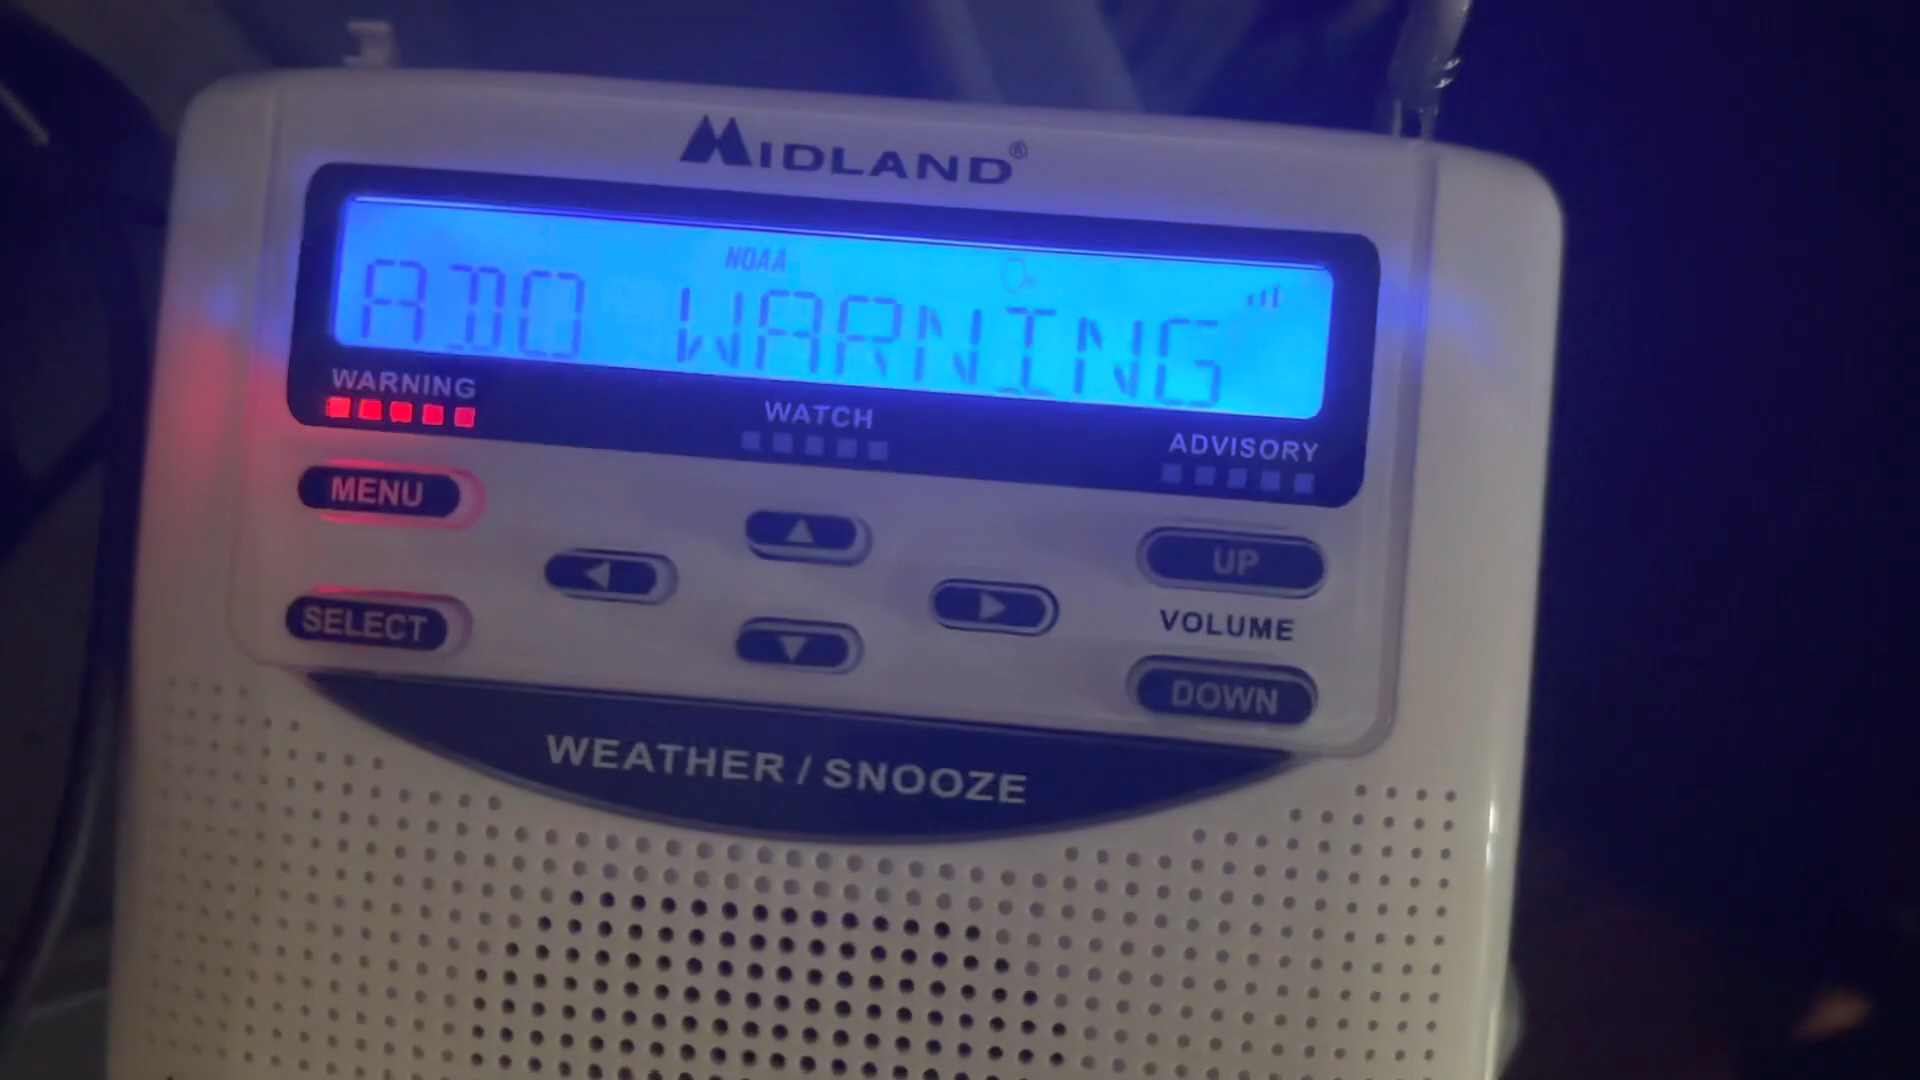 MIDLAND®
NOAA
ADO WARNING
WARNING
WATCH
ADVISORY
MENU
UP
SELECT
VOLUME
DOWN
WEATHER / SNOOZE